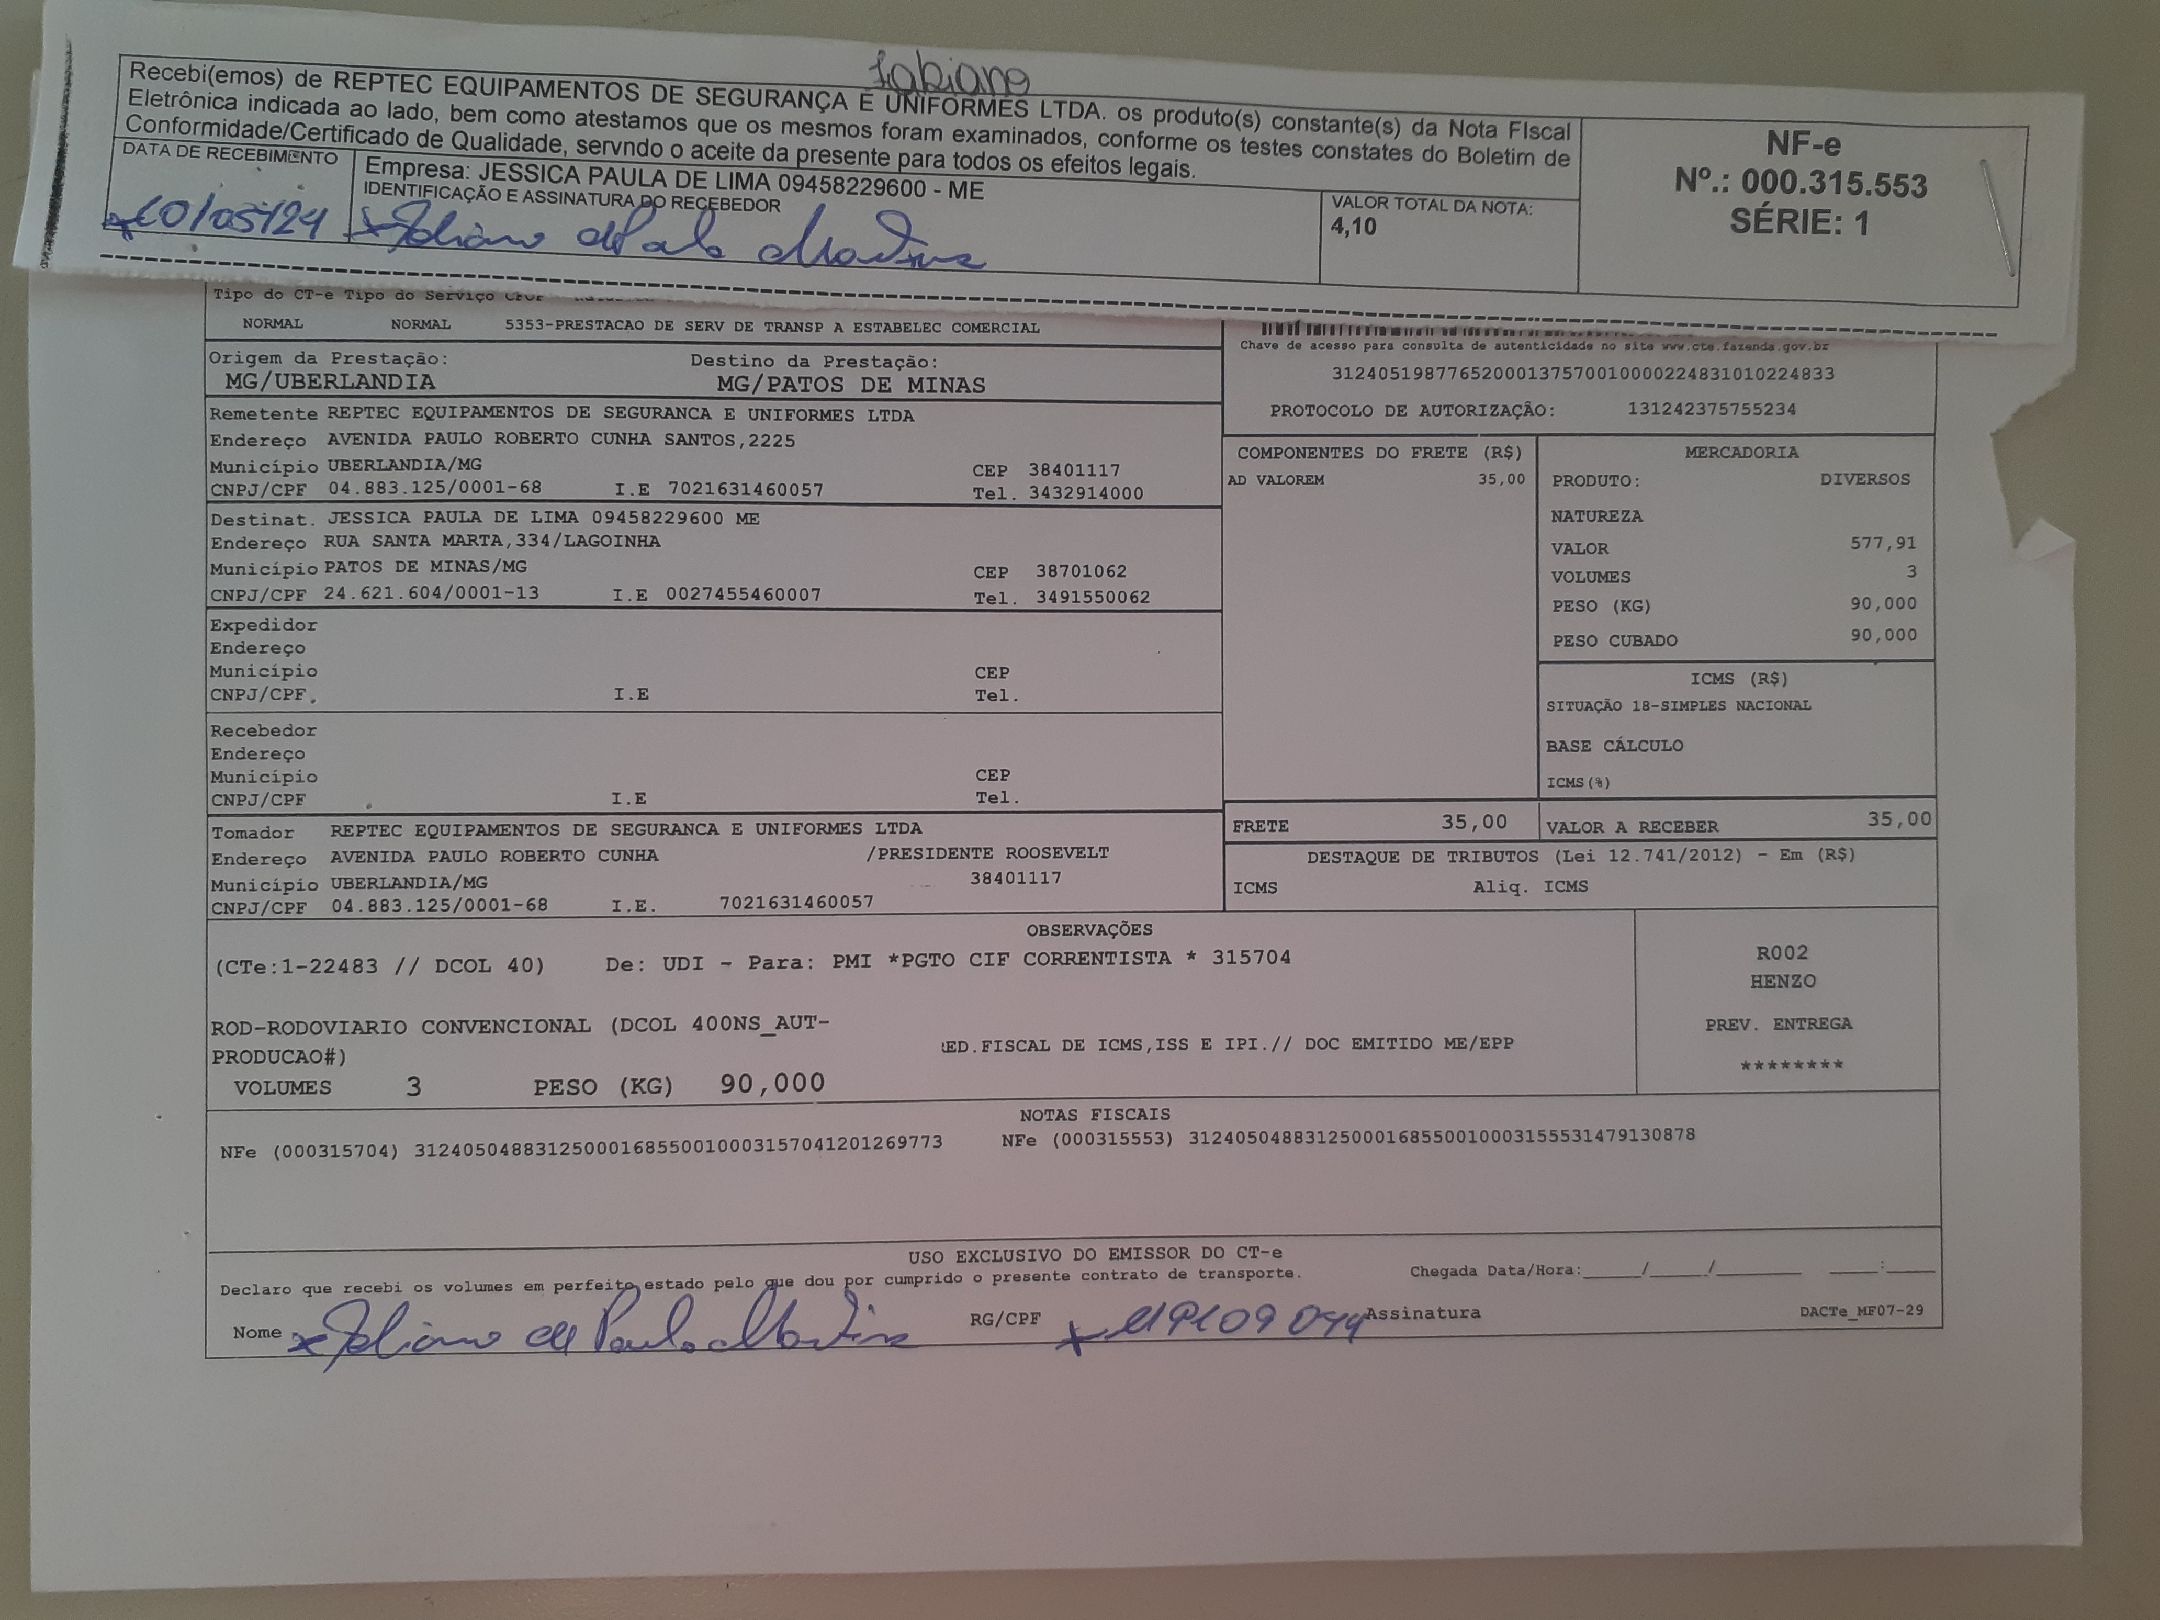 Fabiano
Recebi(emos) de REPTEC EQUIPAMENTOS DE SEGURANÇA E UNIFORMES LTDA. os produto(s) constante(s) da Nota FIscal
Eletrônica indicada ao lado, bem como atestamos que os mesmos foram examinados, conforme os testes constates do Boletim de
Conformidade/Certificado de Qualidade, servndo o aceite da presente para todos os efeitos legais.
DATA DE RECEBIMENTO
Empresa: JESSICA PAULA DE LIMA 09458229600 - ME
IDENTIFICAÇÃO E ASSINATURA DO RECEBEDOR
10/05/24
de Paula Martins
VALOR TOTAL DA NOTA:
4,10
NF-e
Nº.: 000.315.553
SÉRIE: 1
Tipo do CT-e Tipo do Serviço CFOP
NORMAL NORMAL 5353-PRESTACAO DE SERV DE TRANSP A ESTABELEC COMERCIAL
Origem da Prestação: Destino da Prestação:
MG/UBERLANDIA MG/PATOS DE MINAS
Remetente REPTEC EQUIPAMENTOS DE SEGURANCA E UNIFORMES LTDA
Endereço AVENIDA PAULO ROBERTO CUNHA SANTOS,2225
Município UBERLANDIA/MG CEP 38401117
CNPJ/CPF 04.883.125/0001-68 I.E 7021631460057 Tel. 3432914000
Destinat. JESSICA PAULA DE LIMA 09458229600 ME
Endereço RUA SANTA MARTA,334/LAGOINHA
Município PATOS DE MINAS/MG CEP 38701062
CNPJ/CPF 24.621.604/0001-13 I.E 0027455460007 Tel. 3491550062
Expedidor
Endereço
Município CEP
CNPJ/CPF. I.E Tel.
Recebedor
Endereço
Município CEP
CNPJ/CPF I.E Tel.
Tomador REPTEC EQUIPAMENTOS DE SEGURANCA E UNIFORMES LTDA
Endereço AVENIDA PAULO ROBERTO CUNHA /PRESIDENTE ROOSEVELT
Município UBERLANDIA/MG 38401117
CNPJ/CPF 04.883.125/0001-68 I.E. 7021631460057
Chave de acesso para consulta de autenticidade no site www.cte.fazenda.gov.br
31240519877652000137570010000224831010224833
PROTOCOLO DE AUTORIZAÇÃO: 131242375755234
COMPONENTES DO FRETE (R$)
AD VALOREM 35,00
MERCADORIA
PRODUTO: DIVERSOS
NATUREZA
VALOR 577,91
VOLUMES 3
PESO (KG) 90,000
PESO CUBADO 90,000
ICMS (R$)
SITUAÇÃO 18-SIMPLES NACIONAL
BASE CÁLCULO
ICMS(%)
FRETE 35,00 VALOR A RECEBER 35,00
DESTAQUE DE TRIBUTOS (Lei 12.741/2012) - Em (R$)
ICMS Aliq. ICMS
OBSERVAÇÕES
(CTe:1-22483 // DCOL 40) De: UDI - Para: PMI *PGTO CIF CORRENTISTA * 315704
ROD-RODOVIARIO CONVENCIONAL (DCOL 400NS_AUT-
PRODUCAO#)
ED.FISCAL DE ICMS,ISS E IPI.// DOC EMITIDO ME/EPP
VOLUMES 3 PESO (KG) 90,000
R002
HENZO
PREV. ENTREGA
********
NOTAS FISCAIS
NFe (000315704) 31240504883125000168550010003157041201269773 NFe (000315553) 31240504883125000168550010003155531479130878
USO EXCLUSIVO DO EMISSOR DO CT-e
Declaro que recebi os volumes em perfeito estado pelo que dou por cumprido o presente contrato de transporte. Chegada Data/Hora:_____/_____/_______ ____:____
Nome de Paulo Martins RG/CPF Assinatura DACTe_MF07-29